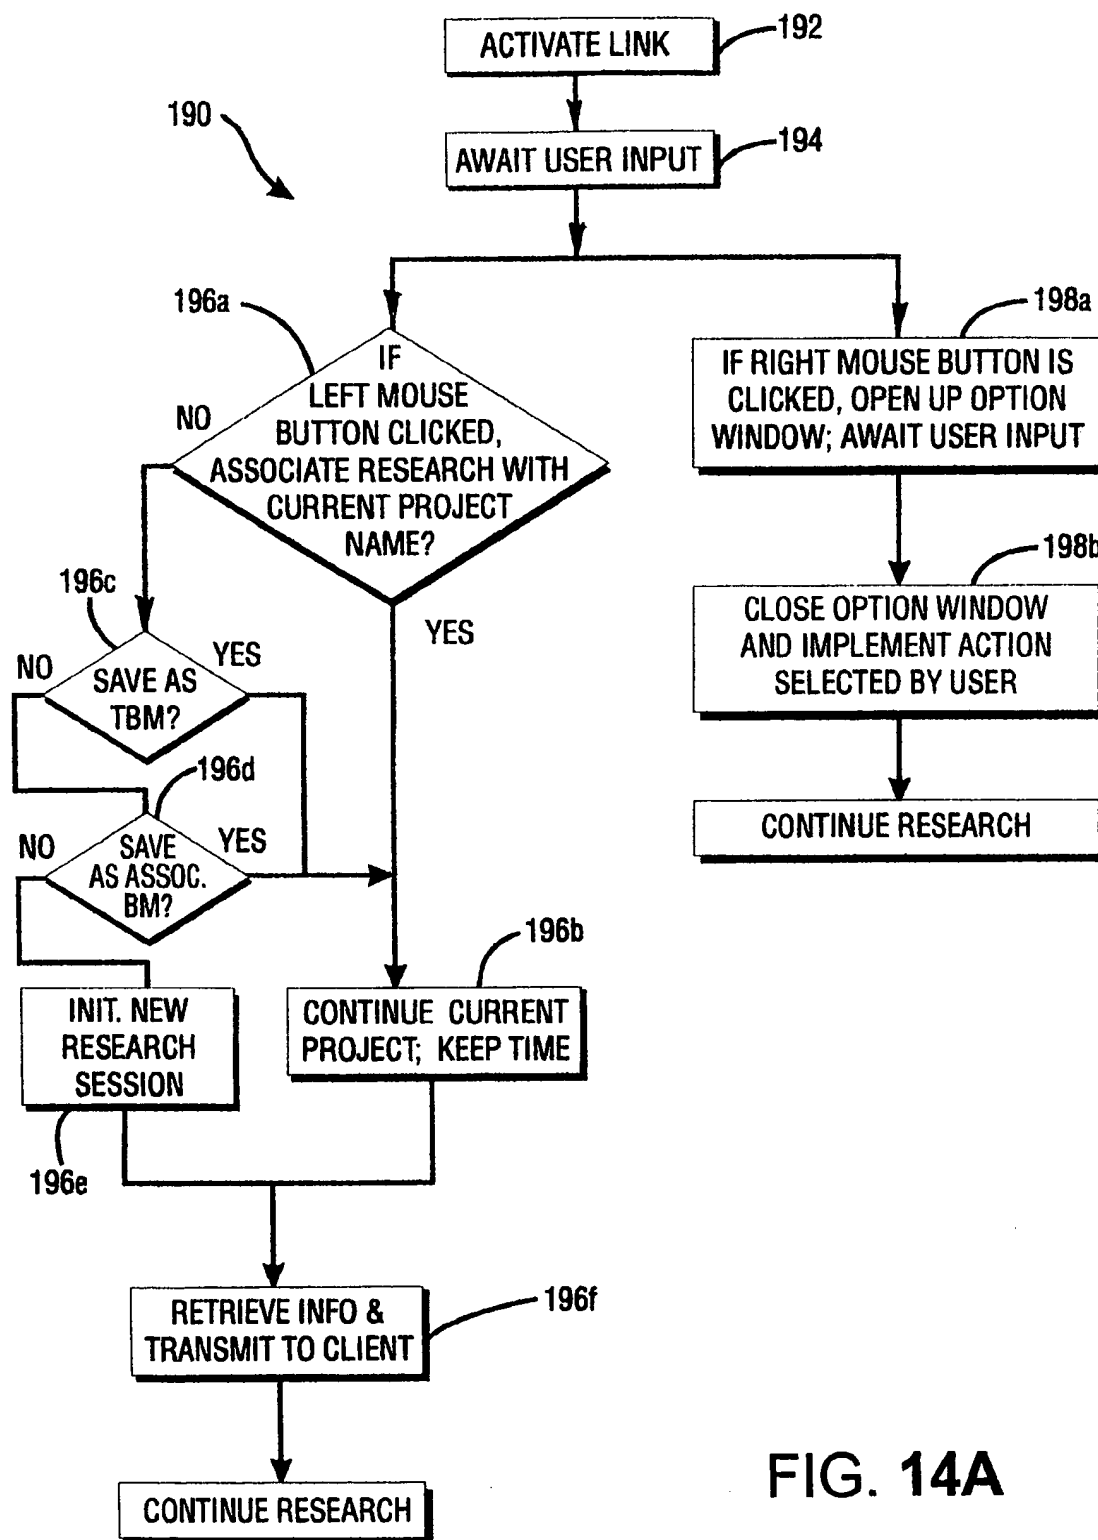 ACTIVATE LINK
192
190
AWAIT USER INPUT
194
196a
IF
LEFT MOUSE
BUTTON CLICKED,
ASSOCIATE RESEARCH WITH
CURRENT PROJECT
NAME?
NO
YES
198a
IF RIGHT MOUSE BUTTON IS
CLICKED, OPEN UP OPTION
WINDOW; AWAIT USER INPUT
198b
CLOSE OPTION WINDOW
AND IMPLEMENT ACTION
SELECTED BY USER
CONTINUE RESEARCH
196c
NO
YES
SAVE AS
TBM?
196d
NO
YES
SAVE
AS ASSOC.
BM?
196b
INIT. NEW
RESEARCH
SESSION
196e
CONTINUE CURRENT
PROJECT; KEEP TIME
RETRIEVE INFO &
TRANSMIT TO CLIENT
196f
CONTINUE RESEARCH
FIG. 14A